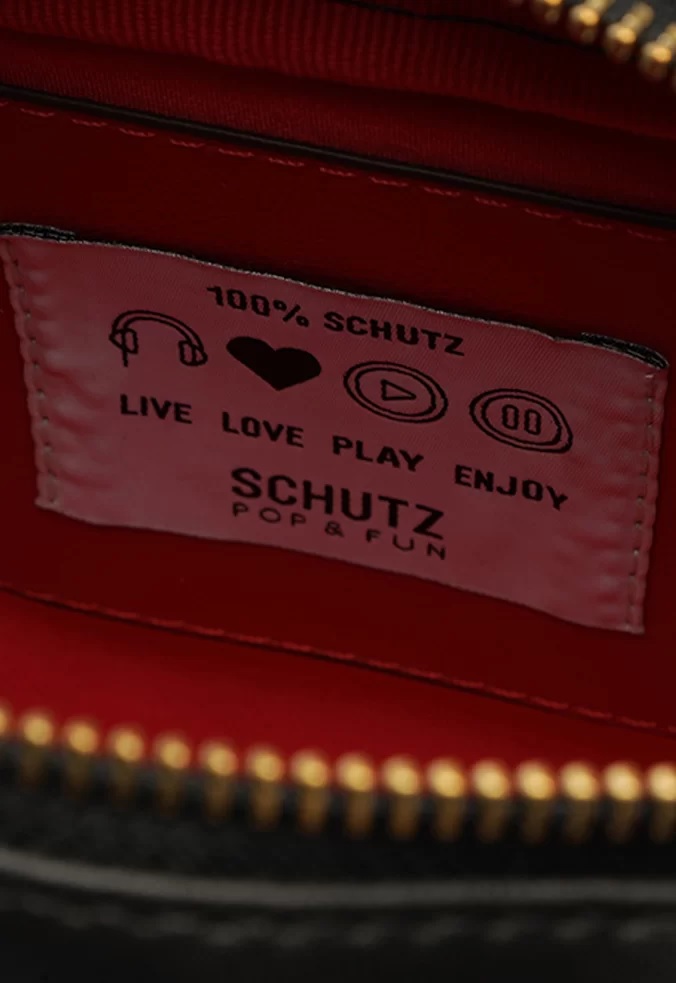 100% SCHUTZ
LIVE LOVE PLAY ENJOY
SCHUTZ
POP & FUN